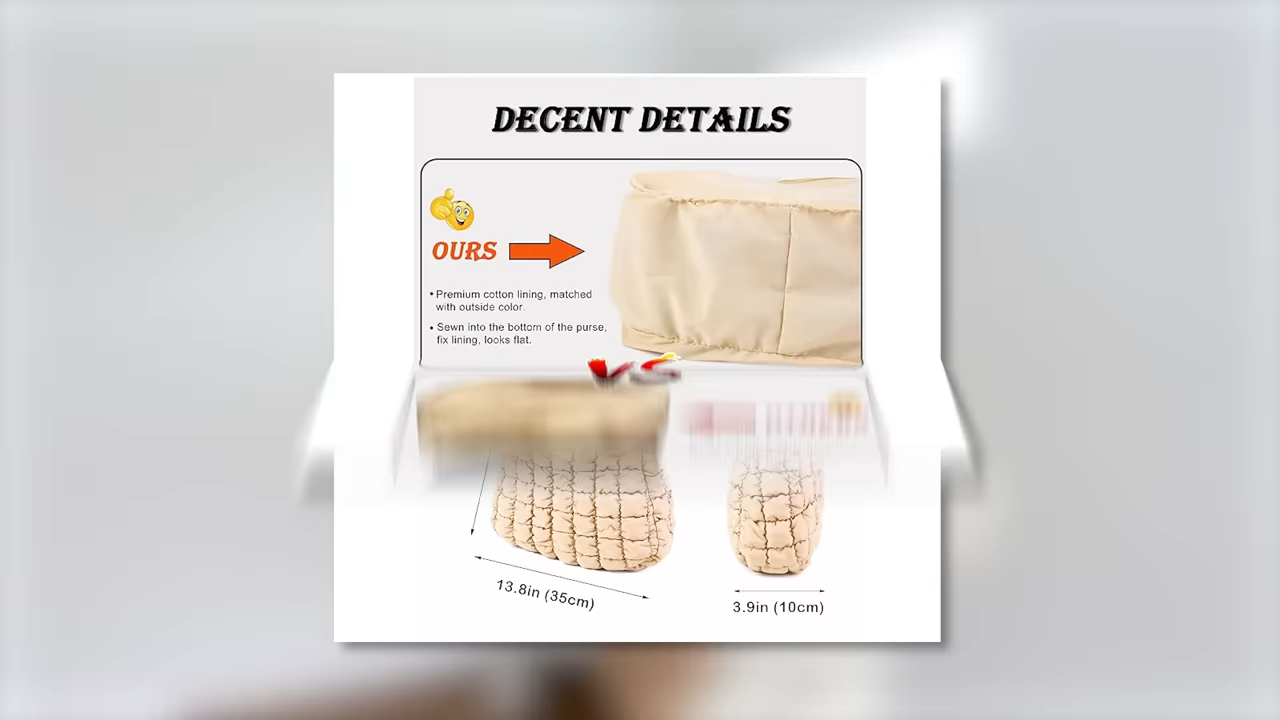 DECENT DETAILS
OURS
• Premium cotton lining, matched
with outside color
• Sewn into the bottom of the purse,
fix lining, looks flat.
13.8in (35cm)
3.9in (10cm)